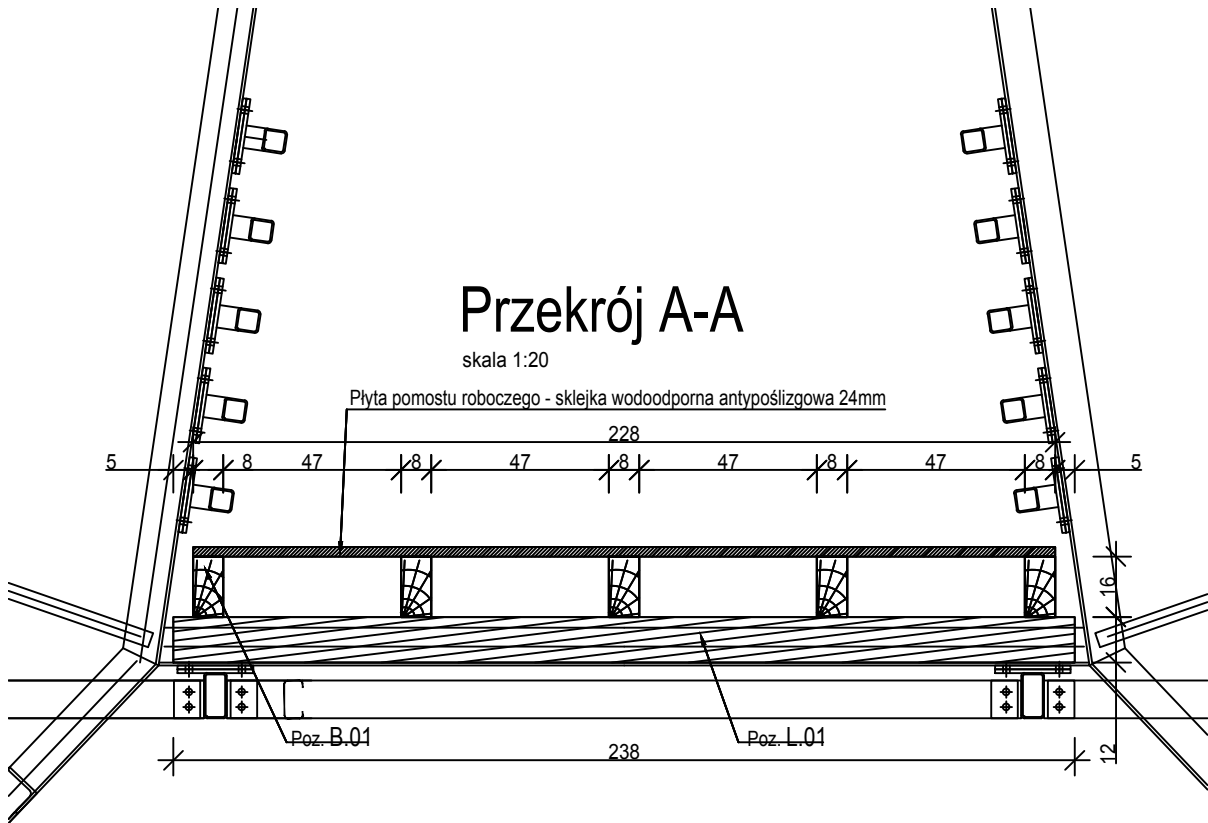 Przekrój A-A
skala 1:20
Płyta pomostu roboczego - sklejka wodoodporna antypoślizgowa 24mm
228
5 8 47 8 47 8 47 8 47 8 5
16
12
Poz. B.01
Poz. L.01
238